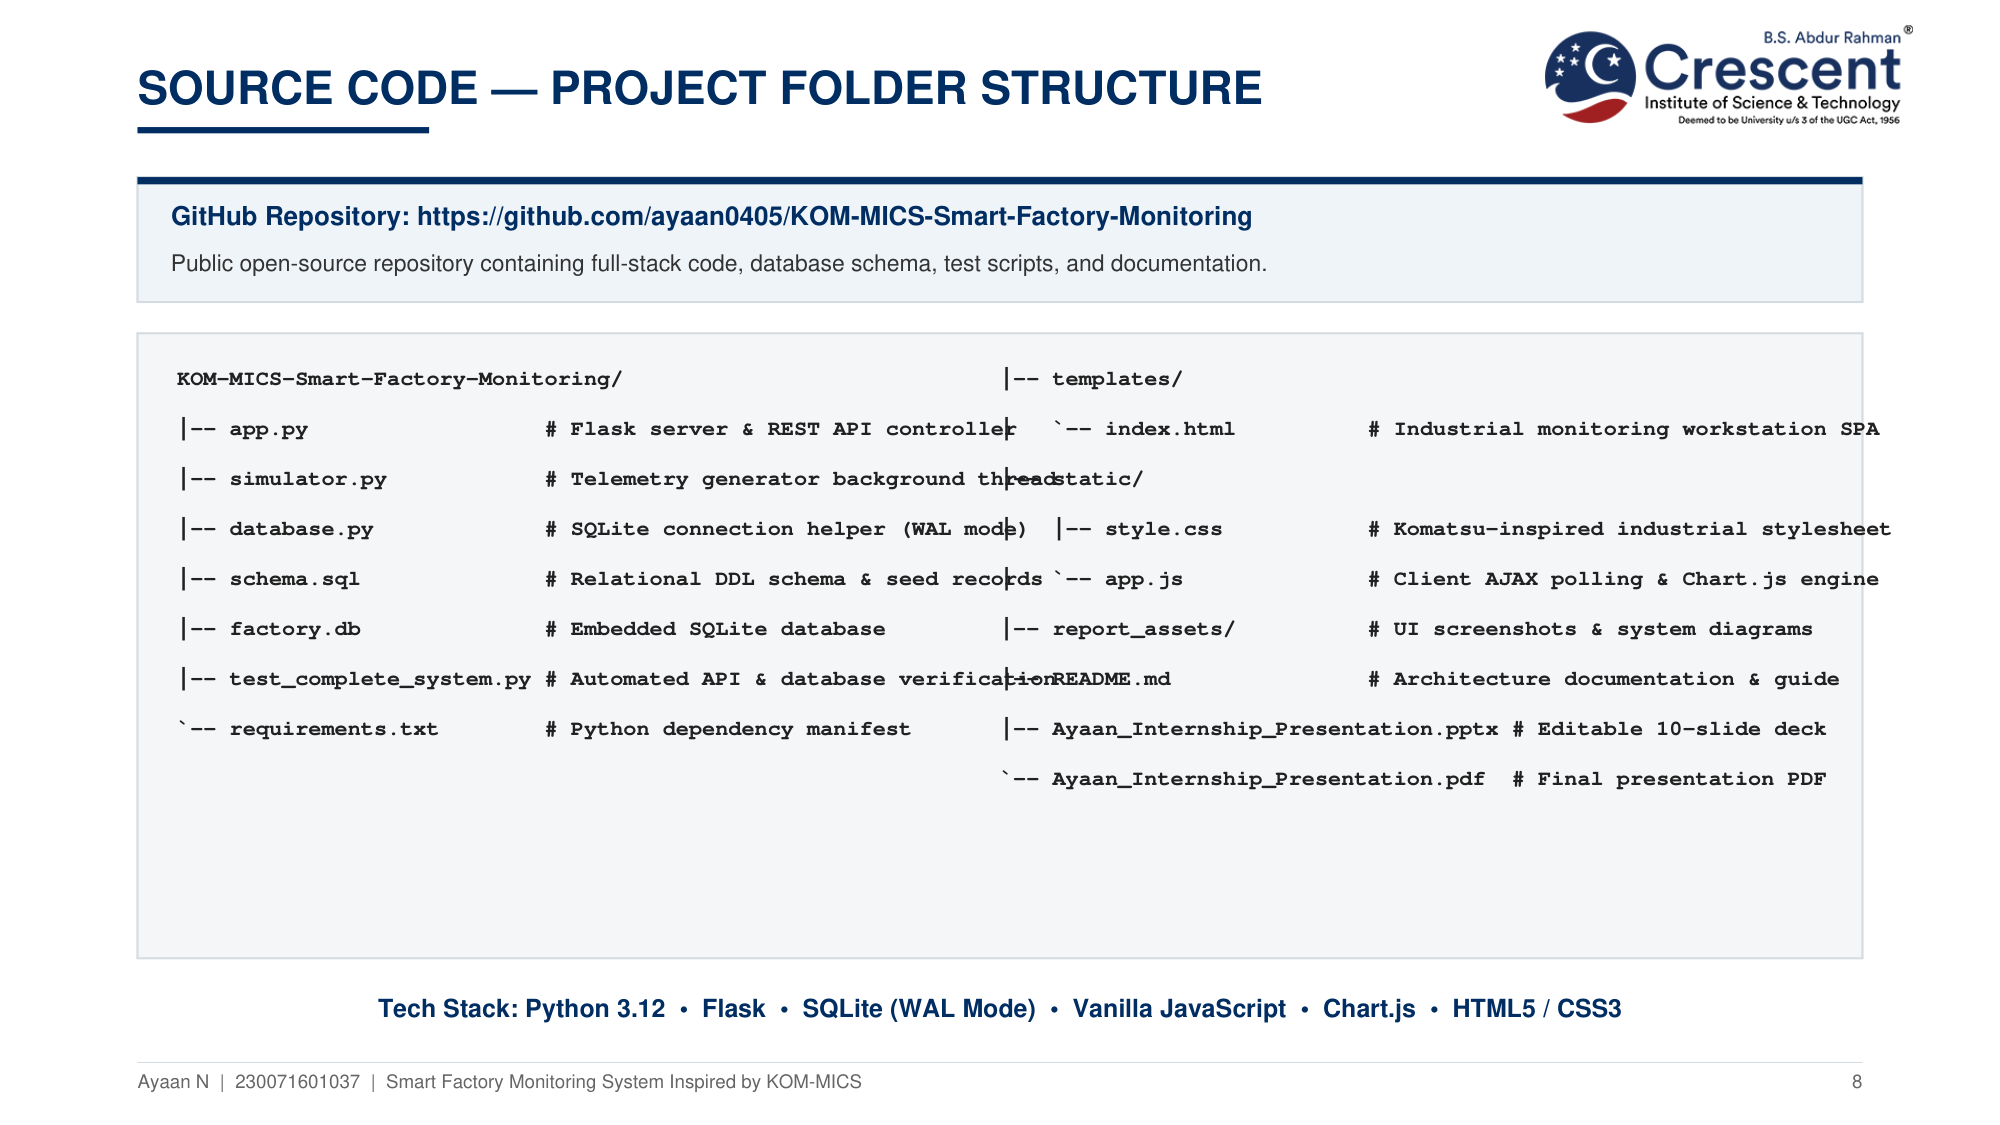 SOURCE CODE — PROJECT FOLDER STRUCTURE
B.S. Abdur Rahman ®
Crescent
Institute of Science & Technology
Deemed to be University u/s 3 of the UGC Act, 1956
GitHub Repository: https://github.com/ayaan0405/KOM-MICS-Smart-Factory-Monitoring
Public open-source repository containing full-stack code, database schema, test scripts, and documentation.
KOM-MICS-Smart-Factory-Monitoring/
|-- app.py # Flask server & REST API controller
|-- simulator.py # Telemetry generator background thread
|-- database.py # SQLite connection helper (WAL mode)
|-- schema.sql # Relational DDL schema & seed records
|-- factory.db # Embedded SQLite database
|-- test_complete_system.py # Automated API & database verification
`-- requirements.txt # Python dependency manifest
|-- templates/
| `-- index.html # Industrial monitoring workstation SPA
|-- static/
| |-- style.css # Komatsu-inspired industrial stylesheet
| `-- app.js # Client AJAX polling & Chart.js engine
|-- report_assets/ # UI screenshots & system diagrams
|-- README.md # Architecture documentation & guide
|-- Ayaan_Internship_Presentation.pptx # Editable 10-slide deck
`-- Ayaan_Internship_Presentation.pdf # Final presentation PDF
Tech Stack: Python 3.12 • Flask • SQLite (WAL Mode) • Vanilla JavaScript • Chart.js • HTML5 / CSS3
Ayaan N | 230071601037 | Smart Factory Monitoring System Inspired by KOM-MICS
8